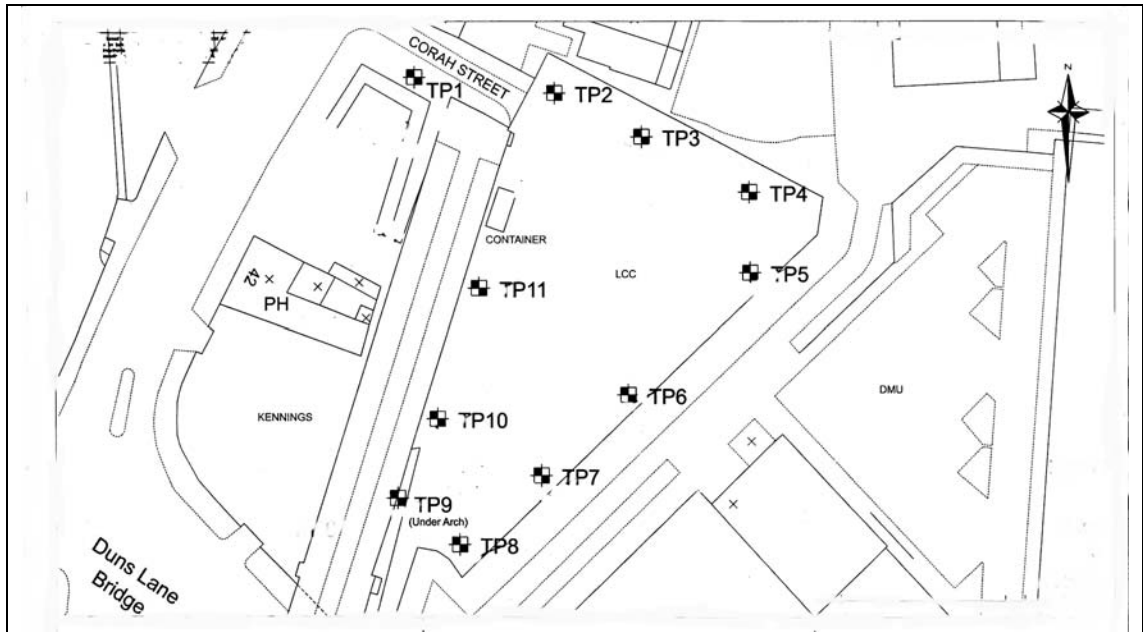 N
CORAH STREET
TP1
TP2
TP3
TP4
CONTAINER
LCC
TP5
42
PH
TP11
TP6
DMU
KENNINGS
TP10
TP7
TP9
(Under Arch)
TP8
Duns Lane
Bridge